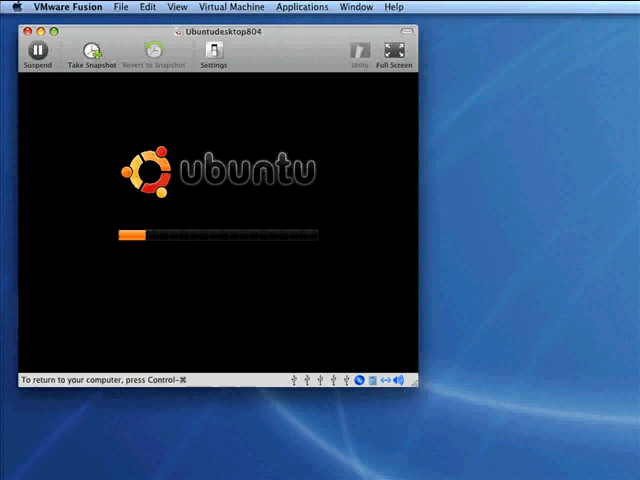 VMware Fusion File Edit View Virtual Machine Applications Window Help
Ubuntudesktop804
Suspend Take Snapshot Revert to Snapshot Settings Unity Full Screen
ubuntu
To return to your computer, press Control-⌘